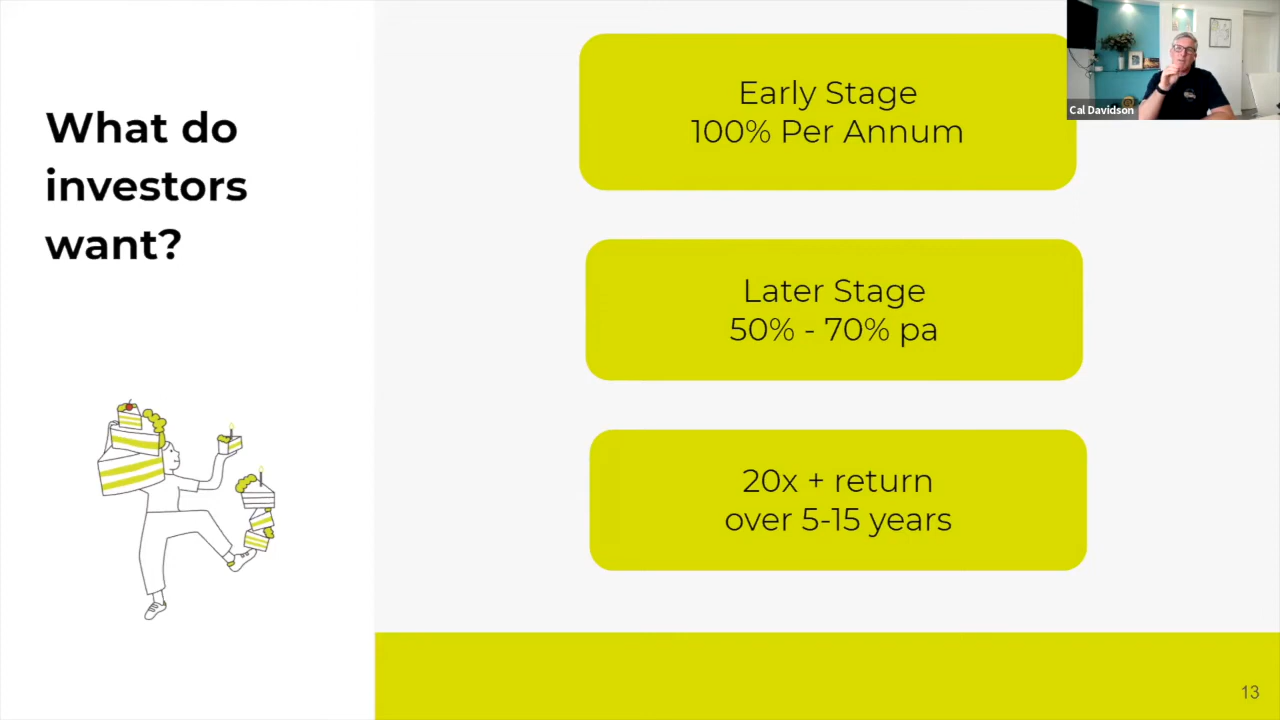 What do
investors
want?
Early Stage
100% Per Annum
Later Stage
50% - 70% pa
20x + return
over 5-15 years
Cal Davidson
13